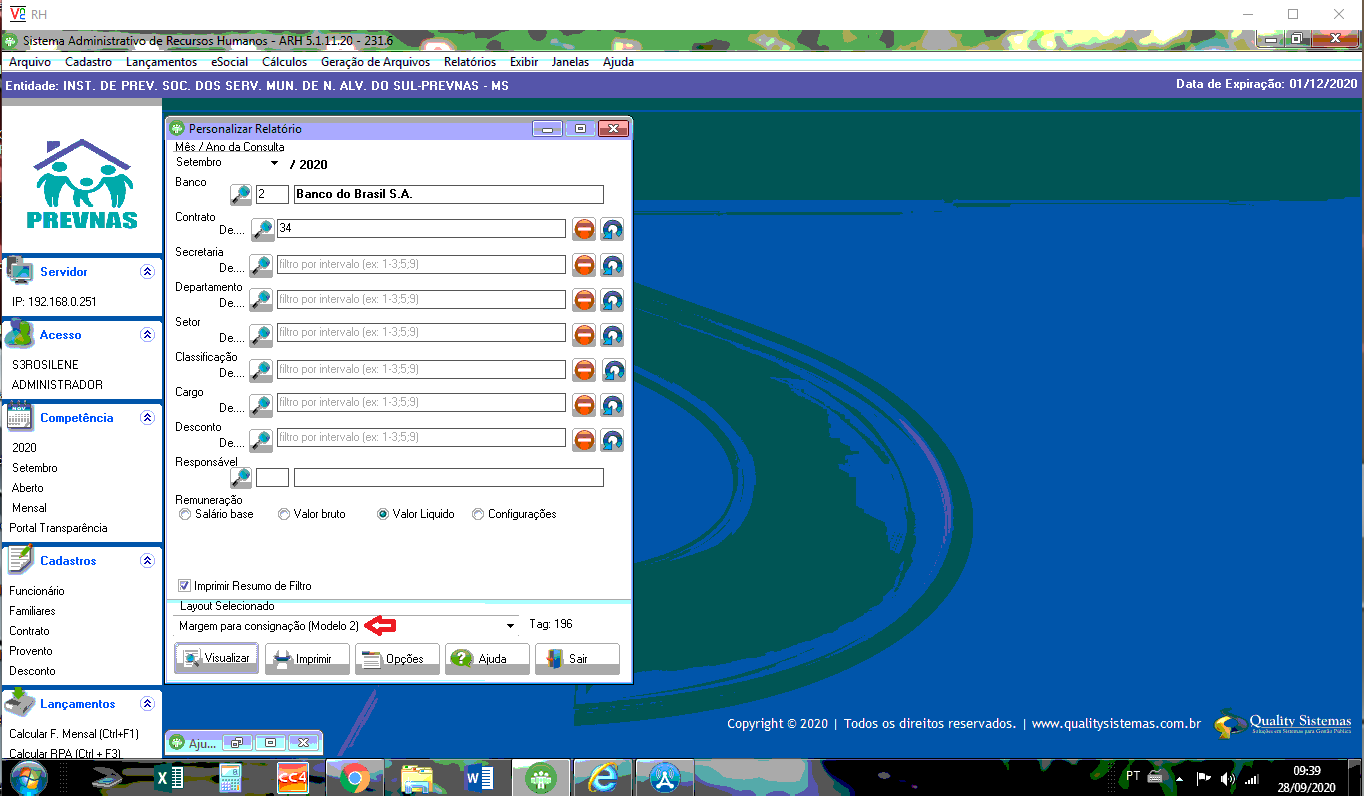 RH
Sistema Administrativo de Recursos Humanos - ARH 5.1.11.20 - 231.6
Arquivo Cadastro Lançamentos eSocial Cálculos Geração de Arquivos Relatórios Exibir Janelas Ajuda
Entidade: INST. DE PREV. SOC. DOS SERV. MUN. DE N. ALV. DO SUL-PREVNAS - MS
Data de Expiração: 01/12/2020
PREVNAS
Servidor
IP: 192.168.0.251
Acesso
S3ROSILENE
ADMINISTRADOR
NOV
Competência
2020
Setembro
Aberto
Mensal
Portal Transparência
Cadastros
Funcionário
Familiares
Contrato
Provento
Desconto
Lançamentos
Calcular F. Mensal (Ctrl+F1)
Calcular RPA (Ctrl + F3)
Personalizar Relatório
Mês / Ano da Consulta
Setembro / 2020
Banco
2 Banco do Brasil S.A.
Contrato
De.... 34
Secretaria
De.... filtro por intervalo (ex: 1-3;5;9)
Departamento
De.... filtro por intervalo (ex: 1-3;5;9)
Setor
De.... filtro por intervalo (ex: 1-3;5;9)
Classificação
De.... filtro por intervalo (ex: 1-3;5;9)
Cargo
De.... filtro por intervalo (ex: 1-3;5;9)
Desconto
De.... filtro por intervalo (ex: 1-3;5;9)
Responsável
Remuneração
Salário base Valor bruto Valor Liquido Configurações
Imprimir Resumo de Filtro
Layout Selecionado
Margem para consignação (Modelo 2) Tag: 196
Visualizar Imprimir Opções Ajuda Sair
Aju...
Copyright © 2020 | Todos os direitos reservados. | www.qualitysistemas.com.br
Quality Sistemas
Soluções em Sistemas para Gestão Pública
CC4
PT
09:39
28/09/2020